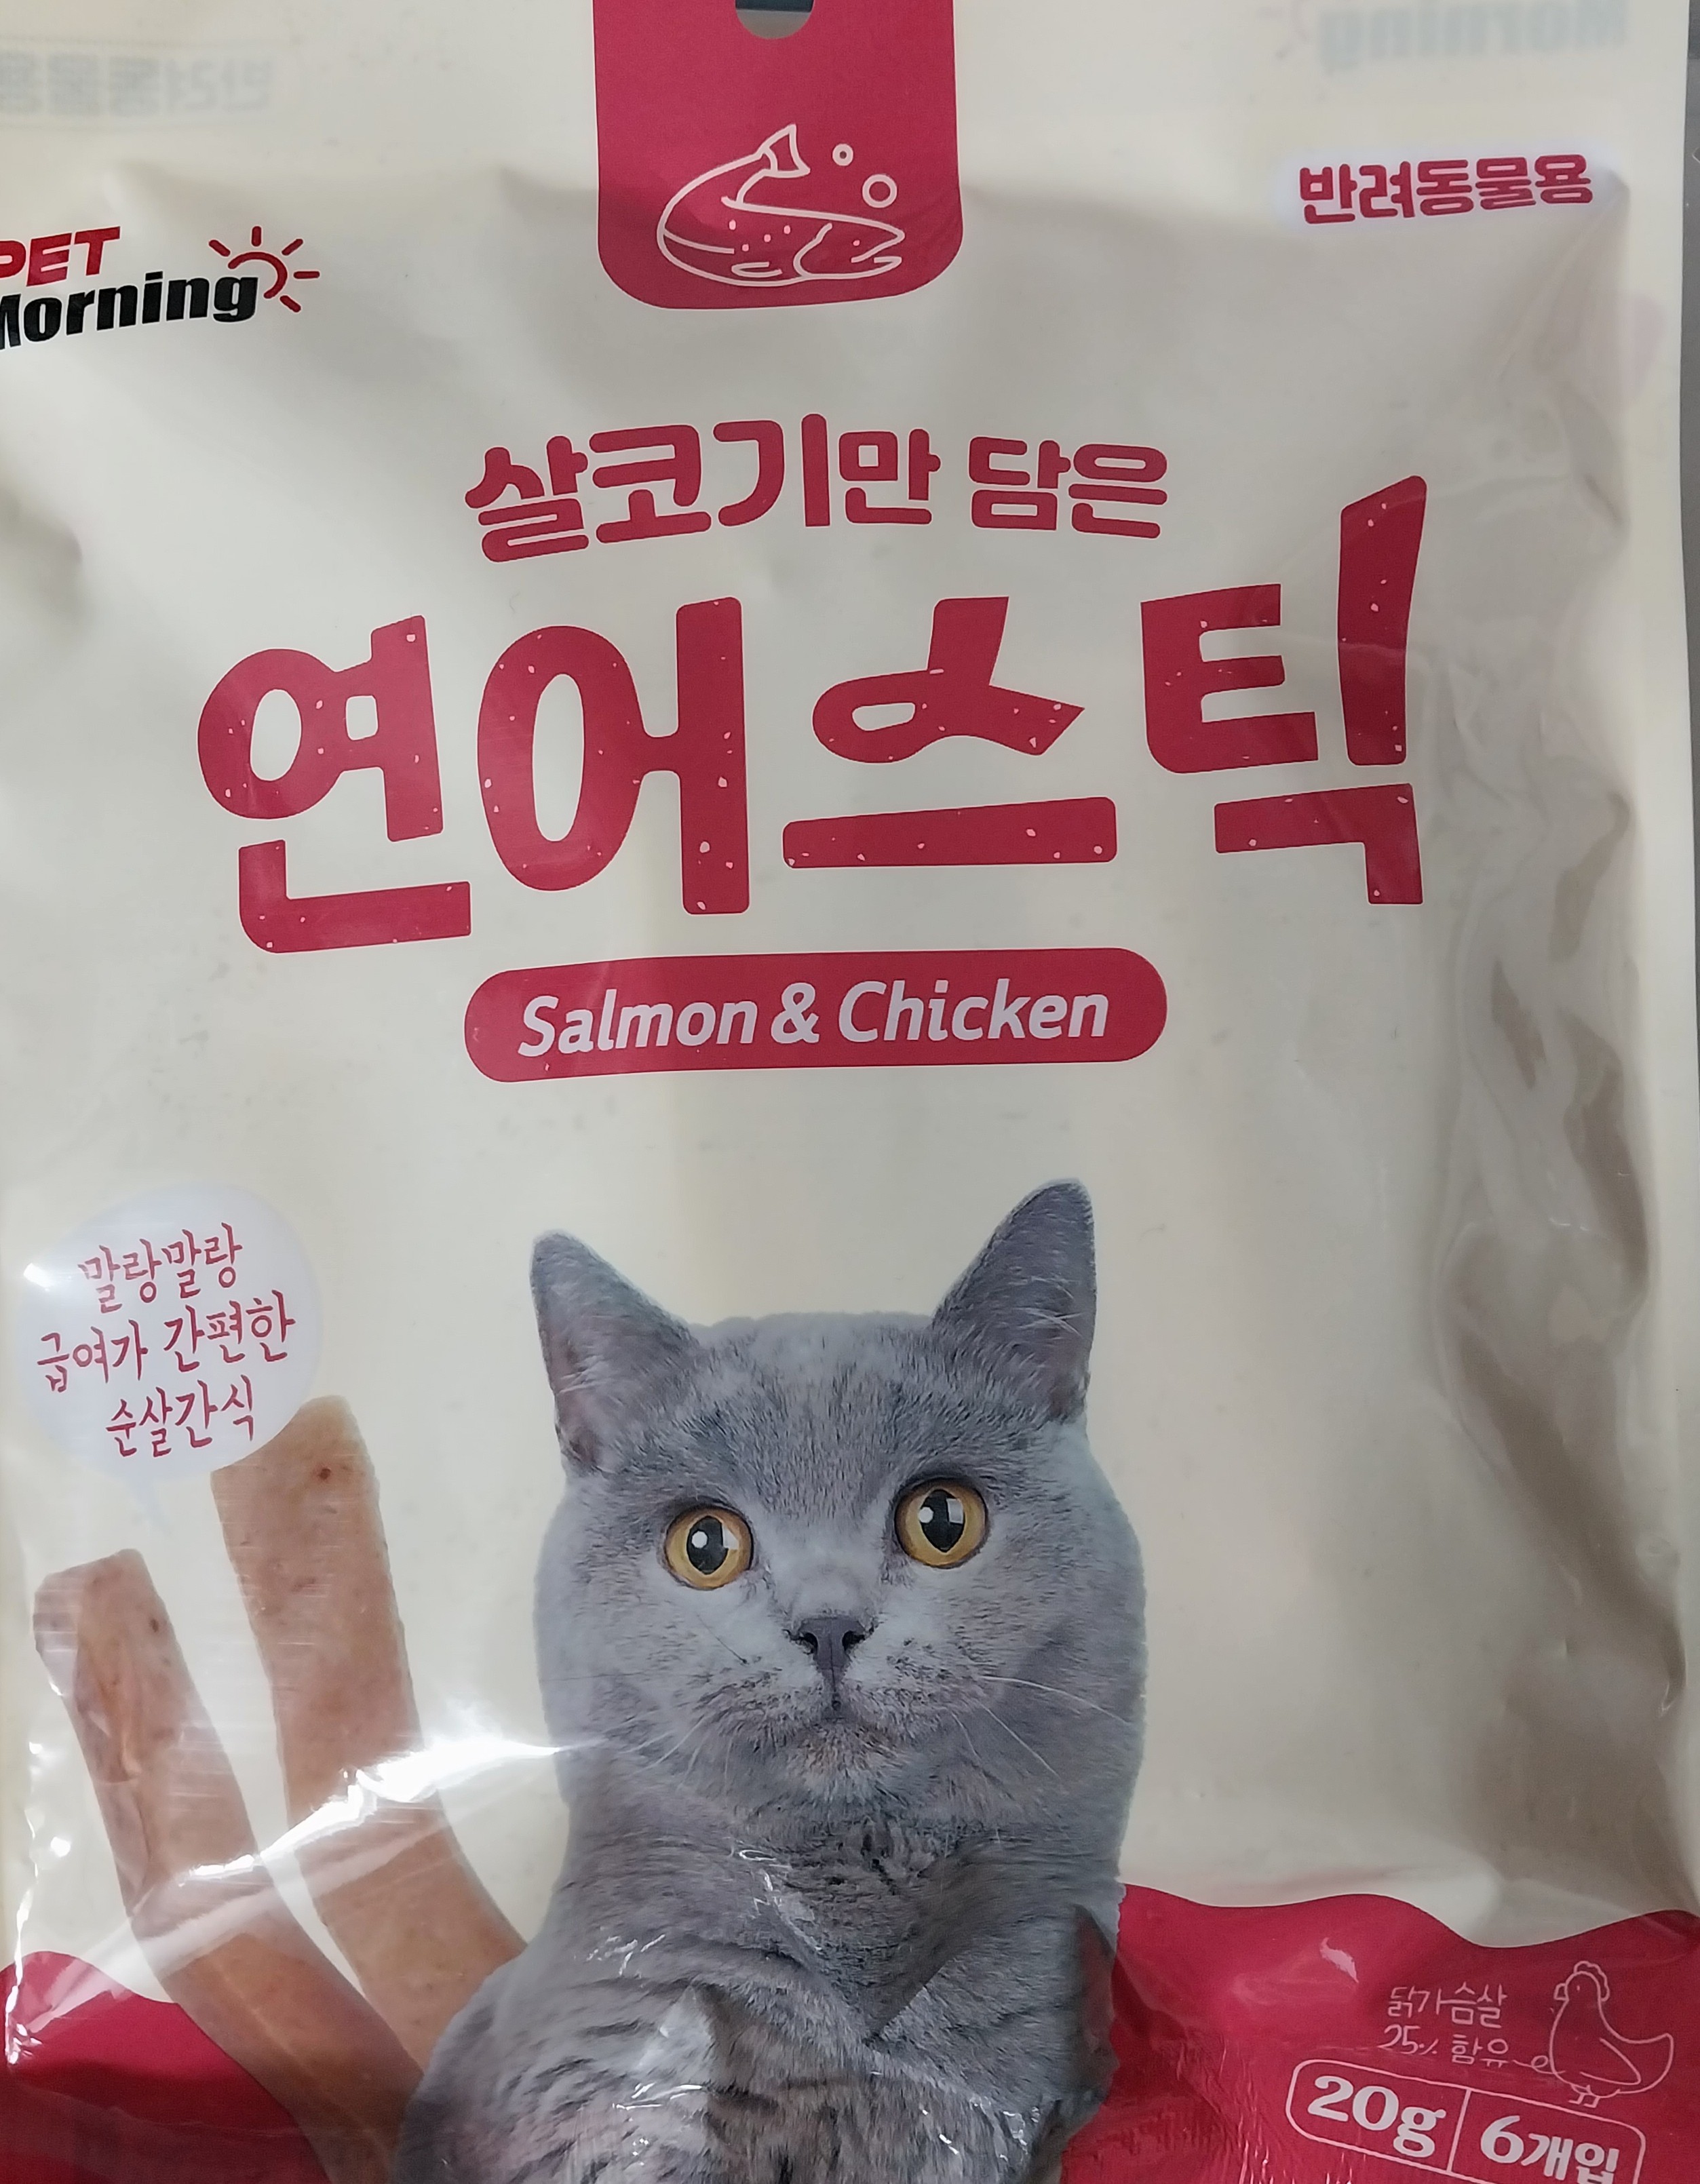 반려동물용
PET
Morning
살코기만 담은
연어스틱
Salmon & Chicken
말랑말랑
급여가 간편한
순살간식
닭가슴살
25% 함유
20g 6개입